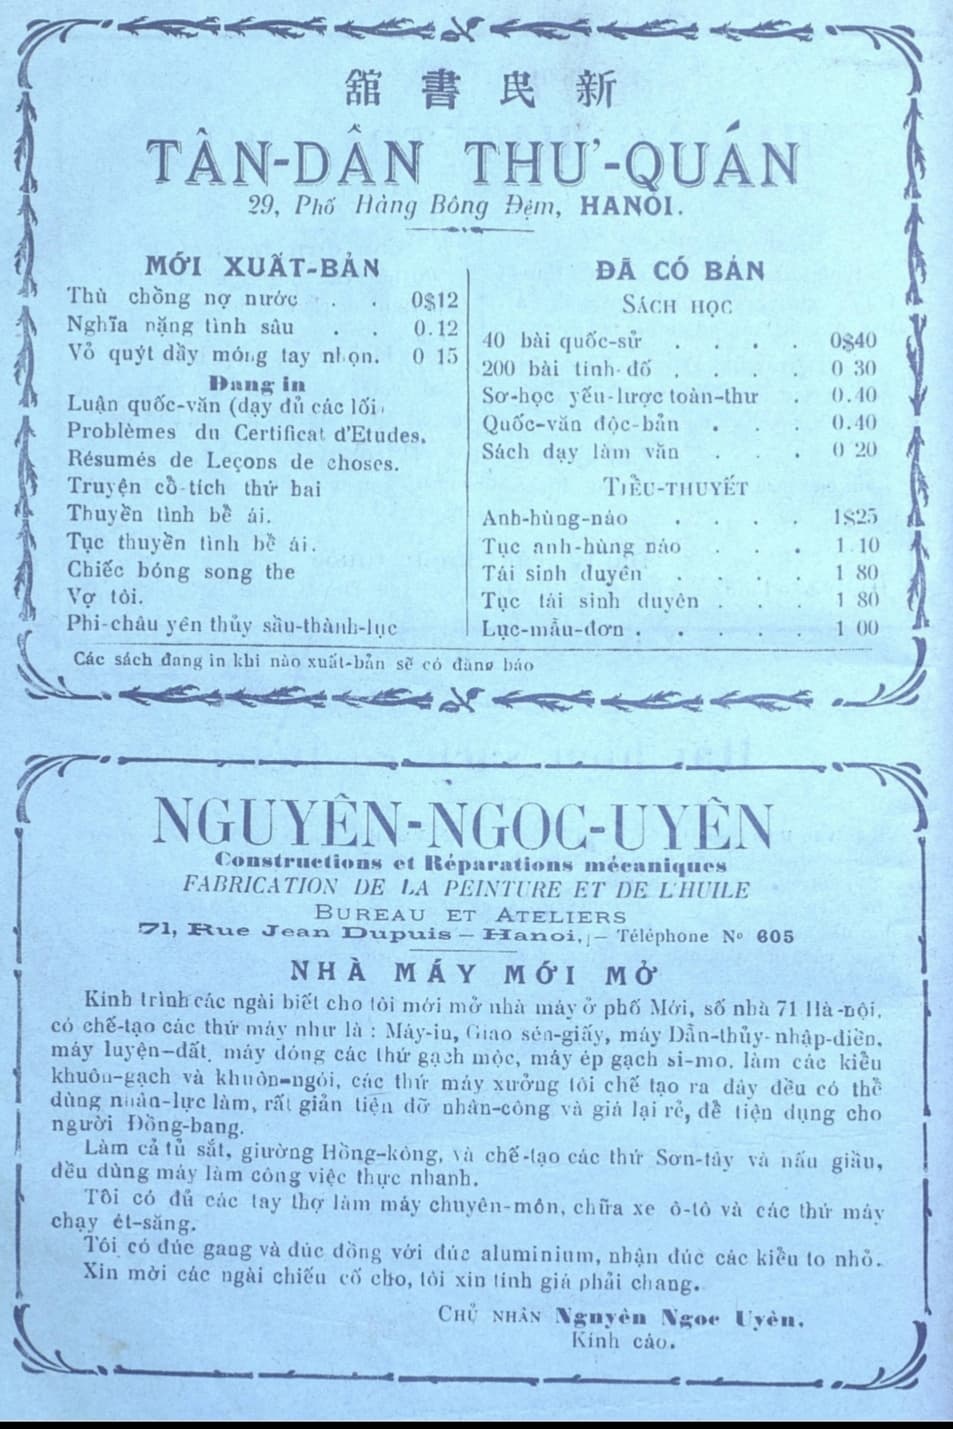 舘 書 民 新
TÂN-DÂN THƯ-QUÁN
29, Phố Hàng Bông Đệm, HANOI.
MỚI XUẤT-BẢN
Thù chồng nợ nước . . 0$12
Nghĩa nặng tình sâu . . 0.12
Vỏ quýt dầy móng tay nhọn. 0 15
Đang in
Luận quốc-văn (dạy đủ các lối)
Problèmes du Certificat d'Etudes.
Résumés de Leçons de choses.
Truyện cổ-tích thứ hai
Thuyền tình bể ái.
Tục thuyền tình bể ái.
Chiếc bóng song the
Vợ tôi.
Phi-châu yên thủy sầu-thành-lục
ĐÃ CÓ BÁN
SÁCH HỌC
40 bài quốc-sử . . . . 0$40
200 bài tính-đố . . . . 0 30
Sơ-học yếu-lược toàn-thư . 0.40
Quốc-văn độc-bản . . . 0.40
Sách dạy làm văn . . . 0 20
TIỂU-THUYẾT
Anh-hùng-náo . . . . 1$25
Tục anh-hùng náo . . . 1 10
Tái sinh duyên . . . . 1 80
Tục tái sinh duyên . . . 1 80
Lục-mẫu-đơn . . . . . 1 00
Các sách đang in khi nào xuất-bản sẽ có đăng báo
NGUYÊN-NGOC-UYÊN
Constructions et Réparations mécaniques
FABRICATION DE LA PEINTURE ET DE L'HUILE
BUREAU ET ATELIERS
71, Rue Jean Dupuis — Hanoi. — Téléphone No 605
NHÀ MÁY MỚI MỞ
Kính trình các ngài biết cho tôi mới mở nhà máy ở phố Mới, số nhà 71 Hà-nội.
có chế-tạo các thứ máy như là : Máy-in, Giao sén-giấy, máy Dẫn-thủy-nhập-điền.
máy luyện-đất, máy đóng các thứ gạch mộc, máy ép gạch si-mo. làm các kiểu
khuôn-gạch và khuôn-ngói, các thứ máy xưởng tôi chế tạo ra đây đều có thể
dùng nhân-lực làm, rất giản tiện đỡ nhân-công và giá lại rẻ, để tiện dụng cho
người Đồng-bang.
Làm cả tủ sắt, giường Hồng-kông, và chế-tạo các thứ Sơn-tây và nấu giầu,
đều dùng máy làm công việc thực nhanh.
Tôi có đủ các tay thợ làm máy chuyên-môn, chữa xe ô-tô và các thứ máy
chạy ét-săng.
Tôi có đúc gang và đúc đồng với đúc aluminium, nhận đúc các kiểu to nhỏ.
Xin mời các ngài chiếu cố cho, tôi xin tính giá phải chang.
CHỦ NHÂN Nguyên Ngoc Uyên.
Kính cáo.